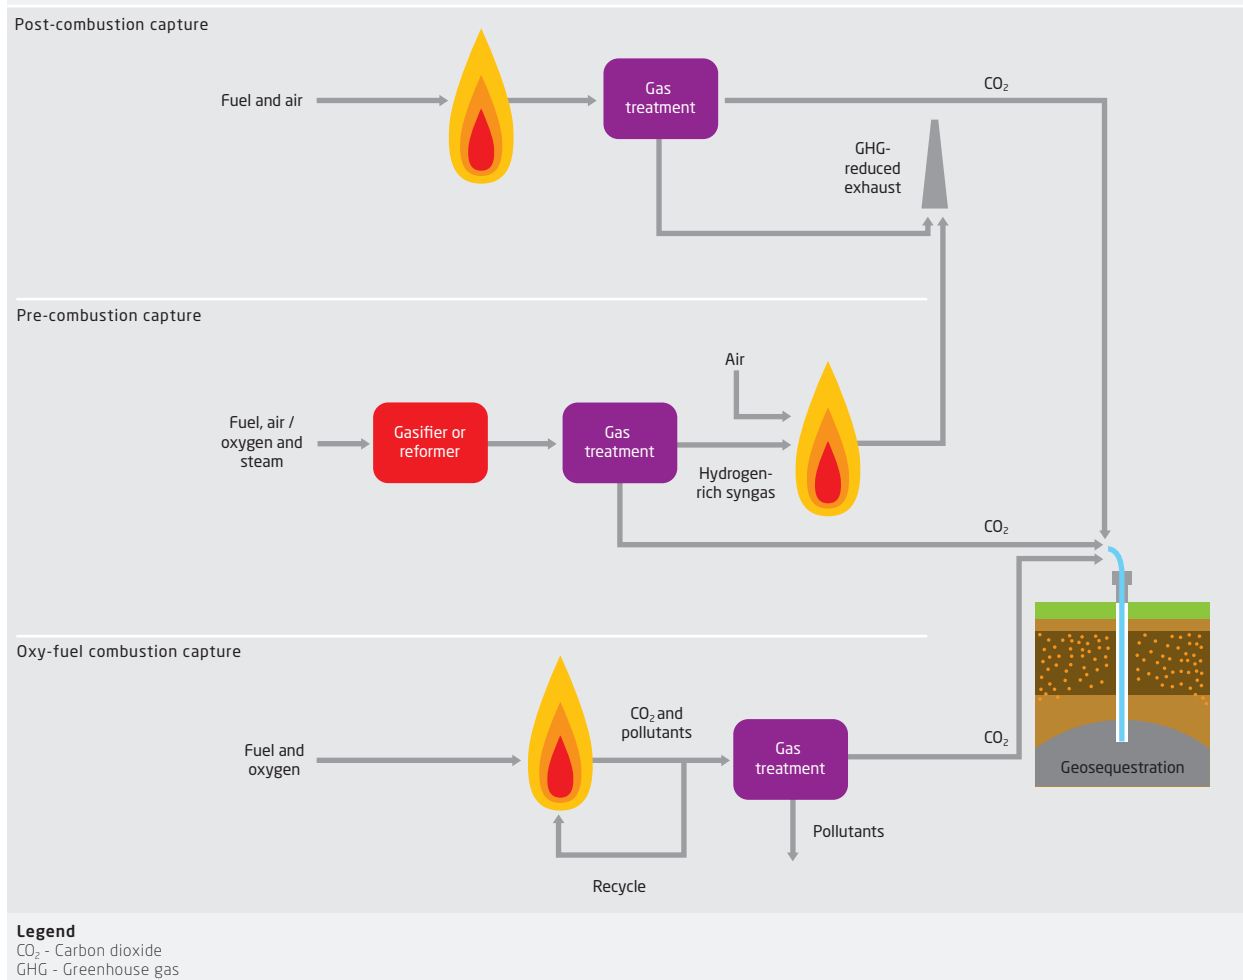 Post-combustion capture
Fuel and air
Gas
treatment
CO₂
GHG-
reduced
exhaust
Pre-combustion capture
Air
Fuel, air /
oxygen and
steam
Gasifier or
reformer
Gas
treatment
Hydrogen-
rich syngas
CO₂
Oxy-fuel combustion capture
Fuel and
oxygen
CO₂ and
pollutants
Gas
treatment
CO₂
Geosequestration
Pollutants
Recycle
Legend
CO₂ - Carbon dioxide
GHG - Greenhouse gas